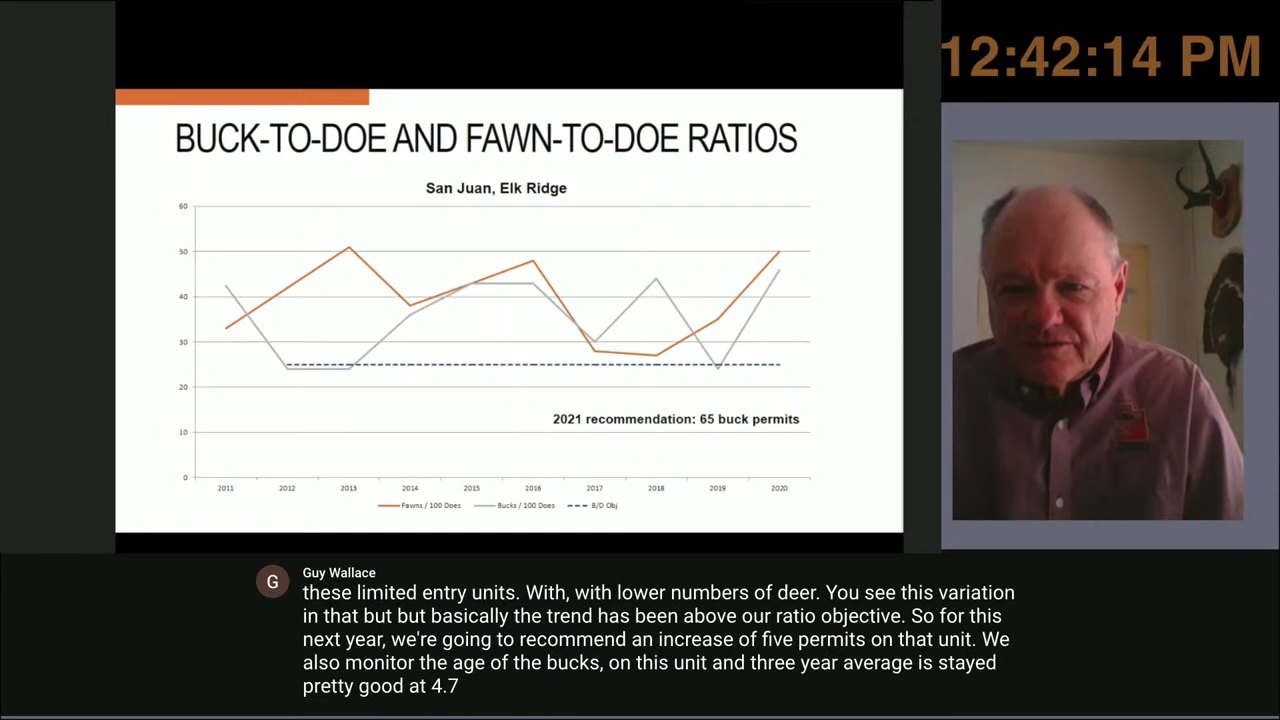 12:42:14 PM
BUCK-TO-DOE AND FAWN-TO-DOE RATIOS
San Juan, Elk Ridge
60
50
40
30
20
10
0
2021 recommendation: 65 buck permits
2011 2012 2013 2014 2015 2016 2017 2018 2019 2020
Fawns / 100 Does Bucks / 100 Does B/D Obj
G
Guy Wallace
these limited entry units. With, with lower numbers of deer. You see this variation
in that but but basically the trend has been above our ratio objective. So for this
next year, we're going to recommend an increase of five permits on that unit. We
also monitor the age of the bucks, on this unit and three year average is stayed
pretty good at 4.7